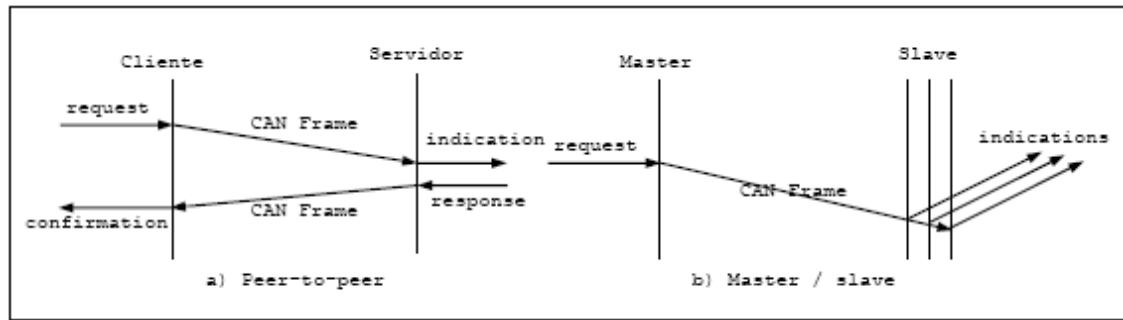 Cliente
Servidor
request
CAN Frame
indication
response
CAN Frame
confirmation
a) Peer-to-peer
Master
Slave
request
CAN Frame
indications
b) Master / slave